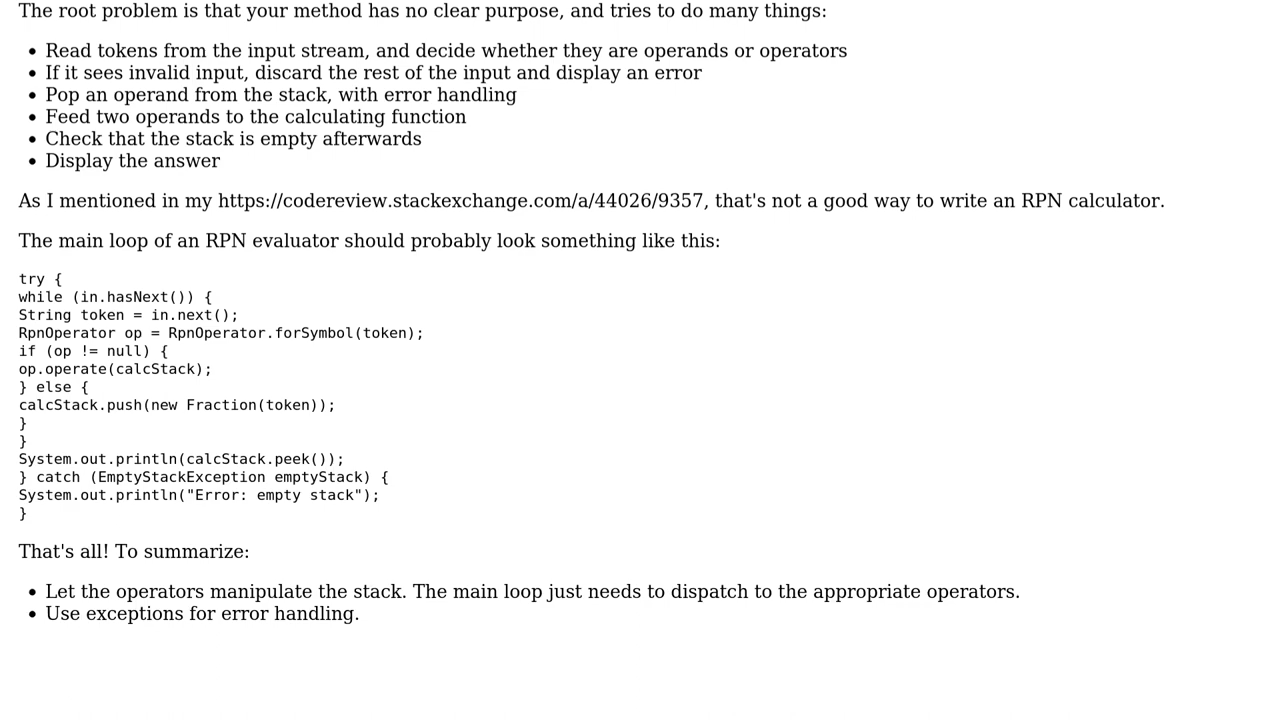 The root problem is that your method has no clear purpose, and tries to do many things:
• Read tokens from the input stream, and decide whether they are operands or operators
• If it sees invalid input, discard the rest of the input and display an error
• Pop an operand from the stack, with error handling
• Feed two operands to the calculating function
• Check that the stack is empty afterwards
• Display the answer
As I mentioned in my https://codereview.stackexchange.com/a/44026/9357, that's not a good way to write an RPN calculator.
The main loop of an RPN evaluator should probably look something like this:
try {
while (in.hasNext()) {
String token = in.next();
RpnOperator op = RpnOperator.forSymbol(token);
if (op != null) {
op.operate(calcStack);
} else {
calcStack.push(new Fraction(token));
}
}
System.out.println(calcStack.peek());
} catch (EmptyStackException emptyStack) {
System.out.println("Error: empty stack");
}
That's all! To summarize:
• Let the operators manipulate the stack. The main loop just needs to dispatch to the appropriate operators.
• Use exceptions for error handling.